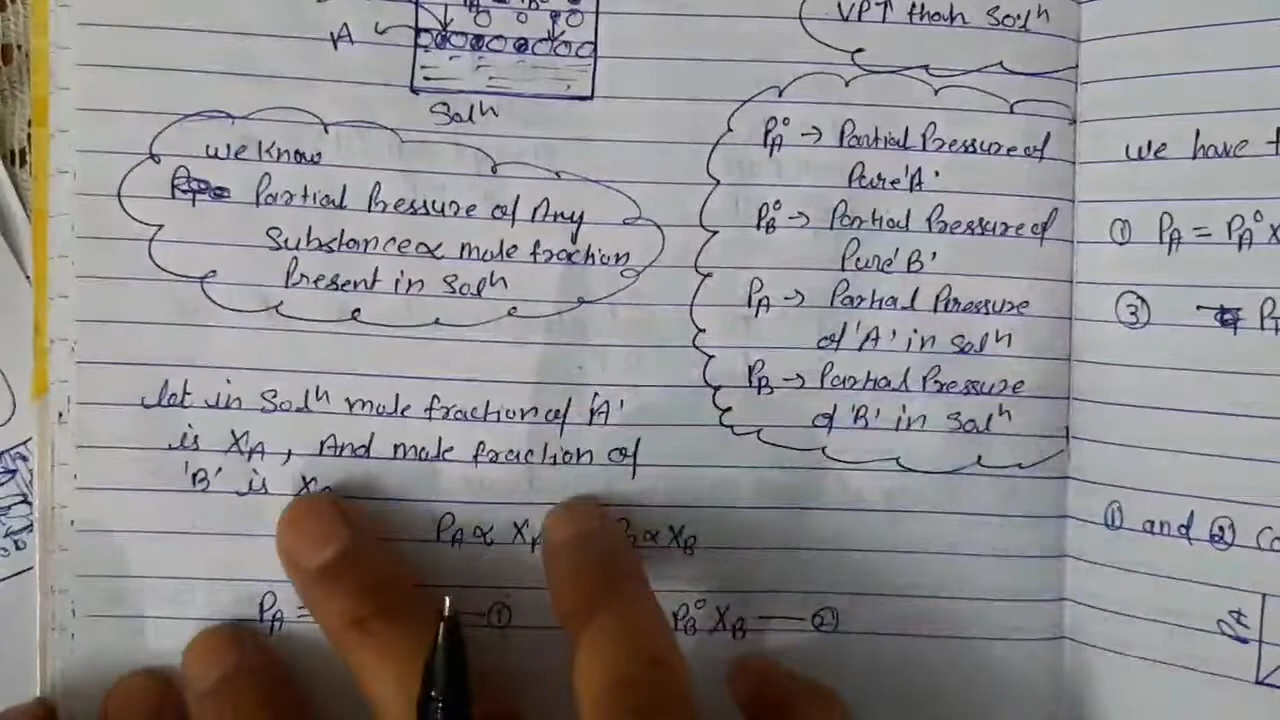 A
Solⁿ
VPT than Solⁿ
we know
Partial Pressure of Any
Substance ∝ mole fraction
Present in Solⁿ
P°A → Partial Pressure of
Pure 'A'
P°B → Partial Pressure of
Pure 'B'
PA → Partial Pressure
of 'A' in Solⁿ
PB → Partial Pressure
of 'B' in Solⁿ
let in Solⁿ mole fraction of 'A'
is XA, And mole fraction of
'B' is
PA ∝ X
∝ XB
PA =
—①
P°B XB —②
we have
① PA = P°A X
③
① and ②
PA